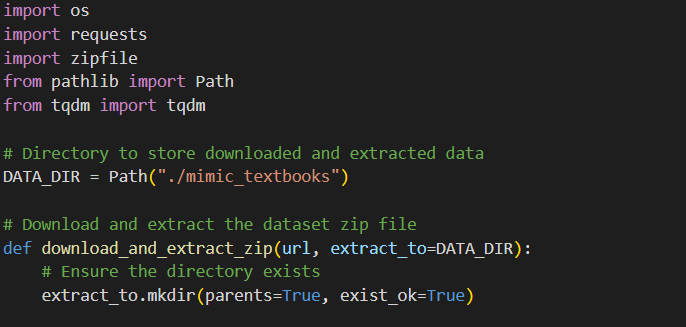 import os
import requests
import zipfile
from pathlib import Path
from tqdm import tqdm

# Directory to store downloaded and extracted data
DATA_DIR = Path("./mimic_textbooks")

# Download and extract the dataset zip file
def download_and_extract_zip(url, extract_to=DATA_DIR):
    # Ensure the directory exists
    extract_to.mkdir(parents=True, exist_ok=True)